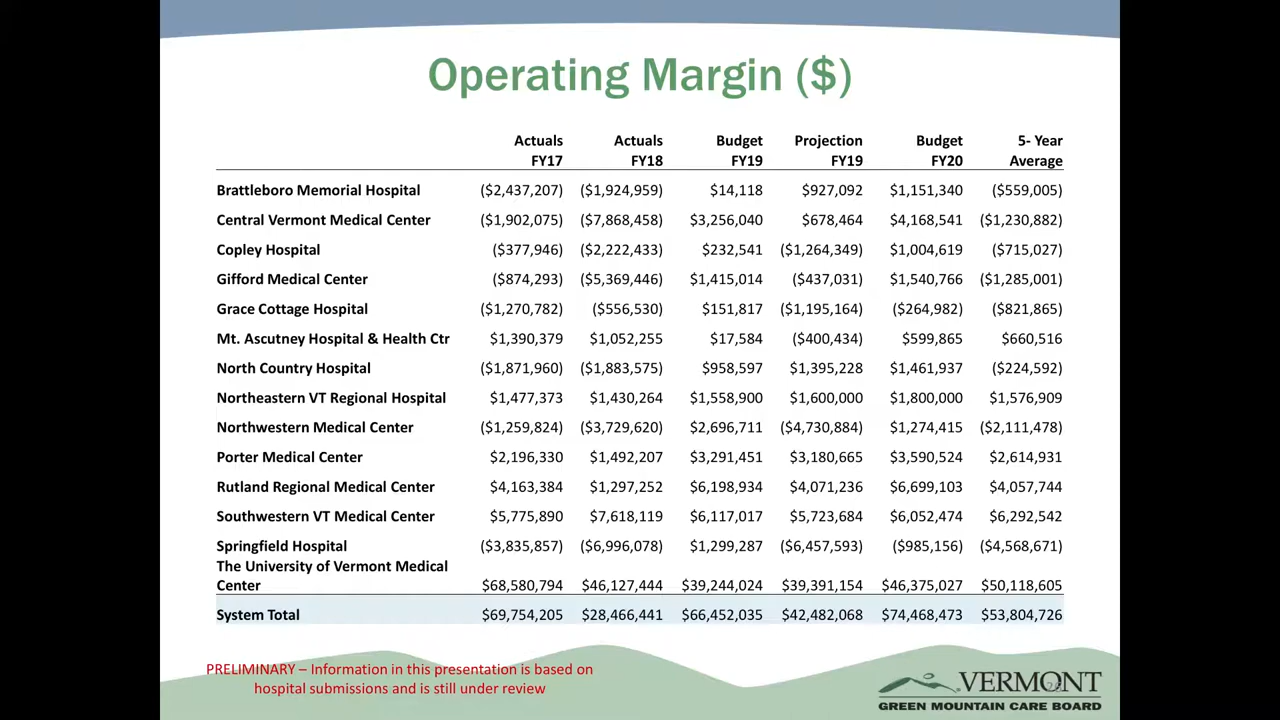 Operating Margin ($)
Actuals Actuals Budget Projection Budget 5- Year
FY17 FY18 FY19 FY19 FY20 Average
Brattleboro Memorial Hospital ($2,437,207) ($1,924,959) $14,118 $927,092 $1,151,340 ($559,005)
Central Vermont Medical Center ($1,902,075) ($7,868,458) $3,256,040 $678,464 $4,168,541 ($1,230,882)
Copley Hospital ($377,946) ($2,222,433) $232,541 ($1,264,349) $1,004,619 ($715,027)
Gifford Medical Center ($874,293) ($5,369,446) $1,415,014 ($437,031) $1,540,766 ($1,285,001)
Grace Cottage Hospital ($1,270,782) ($556,530) $151,817 ($1,195,164) ($264,982) ($821,865)
Mt. Ascutney Hospital & Health Ctr $1,390,379 $1,052,255 $17,584 ($400,434) $599,865 $660,516
North Country Hospital ($1,871,960) ($1,883,575) $958,597 $1,395,228 $1,461,937 ($224,592)
Northeastern VT Regional Hospital $1,477,373 $1,430,264 $1,558,900 $1,600,000 $1,800,000 $1,576,909
Northwestern Medical Center ($1,259,824) ($3,729,620) $2,696,711 ($4,730,884) $1,274,415 ($2,111,478)
Porter Medical Center $2,196,330 $1,492,207 $3,291,451 $3,180,665 $3,590,524 $2,614,931
Rutland Regional Medical Center $4,163,384 $1,297,252 $6,198,934 $4,071,236 $6,699,103 $4,057,744
Southwestern VT Medical Center $5,775,890 $7,618,119 $6,117,017 $5,723,684 $6,052,474 $6,292,542
Springfield Hospital ($3,835,857) ($6,996,078) $1,299,287 ($6,457,593) ($985,156) ($4,568,671)
The University of Vermont Medical
Center $68,580,794 $46,127,444 $39,244,024 $39,391,154 $46,375,027 $50,118,605
System Total $69,754,205 $28,466,441 $66,452,035 $42,482,068 $74,468,473 $53,804,726
PRELIMINARY – Information in this presentation is based on
hospital submissions and is still under review
VERMONT
GREEN MOUNTAIN CARE BOARD